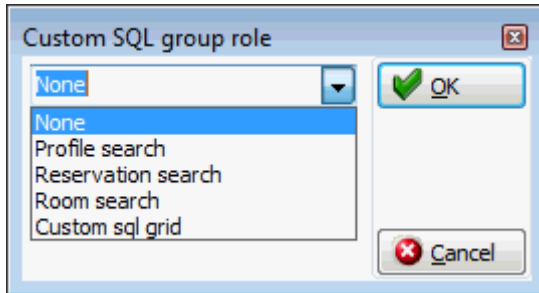 Custom SQL group role
None
OK
None
Profile search
Reservation search
Room search
Custom sql grid
Cancel